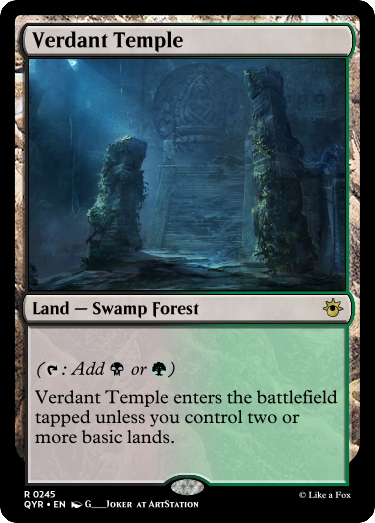 Verdant Temple
Land — Swamp Forest
(: Add or )
Verdant Temple enters the battlefield
tapped unless you control two or
more basic lands.
R 0245
QYR • EN G___Joker at ArtStation
© Like a Fox